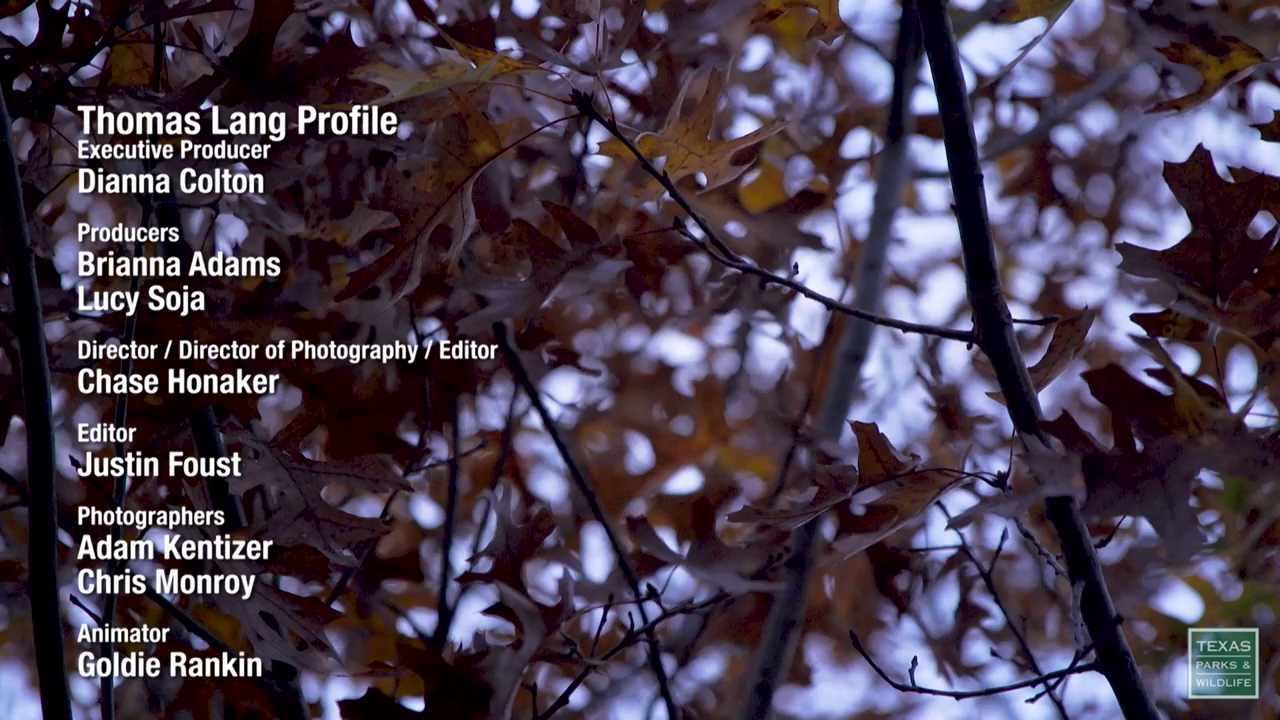 Thomas Lang Profile
Executive Producer
Dianna Colton
Producers
Brianna Adams
Lucy Soja
Director / Director of Photography / Editor
Chase Honaker
Editor
Justin Foust
Photographers
Adam Kentizer
Chris Monroy
Animator
Goldie Rankin
TEXAS
PARKS &
WILDLIFE